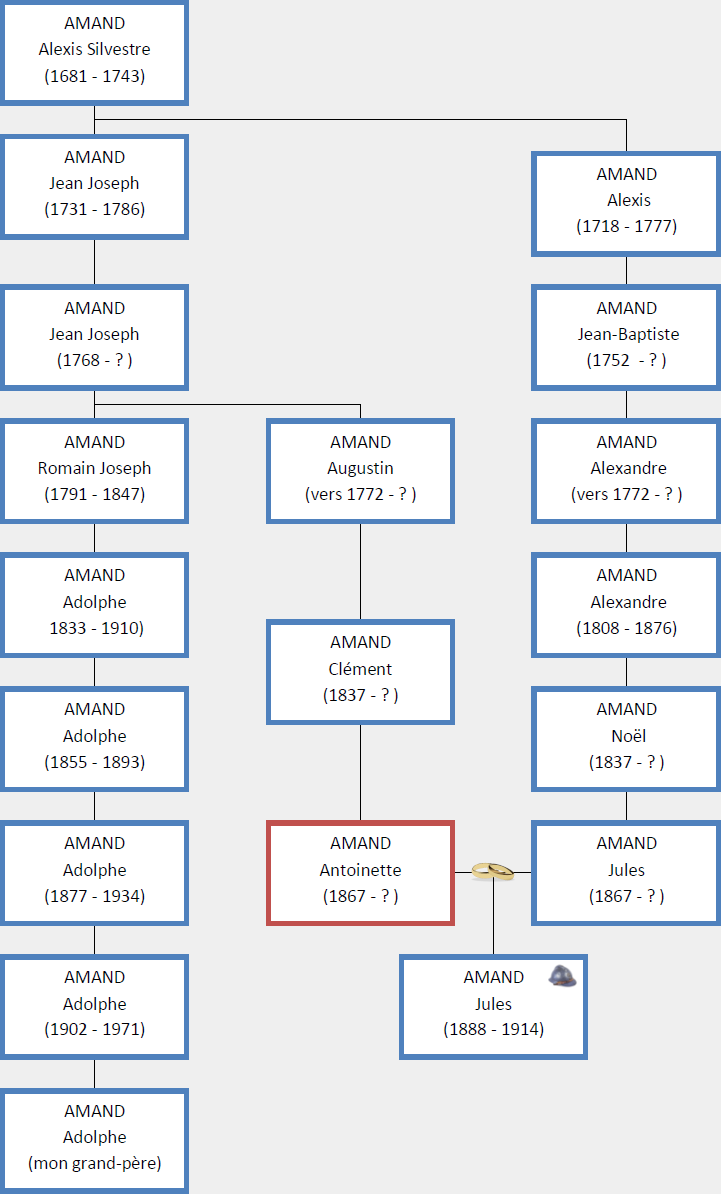 AMAND
Alexis Silvestre
(1681 - 1743)
AMAND
Jean Joseph
(1731 - 1786)
AMAND
Alexis
(1718 - 1777)
AMAND
Jean Joseph
(1768 - ? )
AMAND
Jean-Baptiste
(1752  - ? )
AMAND
Romain Joseph
(1791 - 1847)
AMAND
Augustin
(vers 1772 - ? )
AMAND
Alexandre
(vers 1772 - ? )
AMAND
Adolphe
1833 - 1910)
AMAND
Clément
(1837 - ? )
AMAND
Alexandre
(1808 - 1876)
AMAND
Adolphe
(1855 - 1893)
AMAND
Noël
(1837 - ? )
AMAND
Adolphe
(1877 - 1934)
AMAND
Antoinette
(1867 - ? )
AMAND
Jules
(1867 - ? )
AMAND
Adolphe
(1902 - 1971)
AMAND
Jules
(1888 - 1914)
AMAND
Adolphe
(mon grand-père)